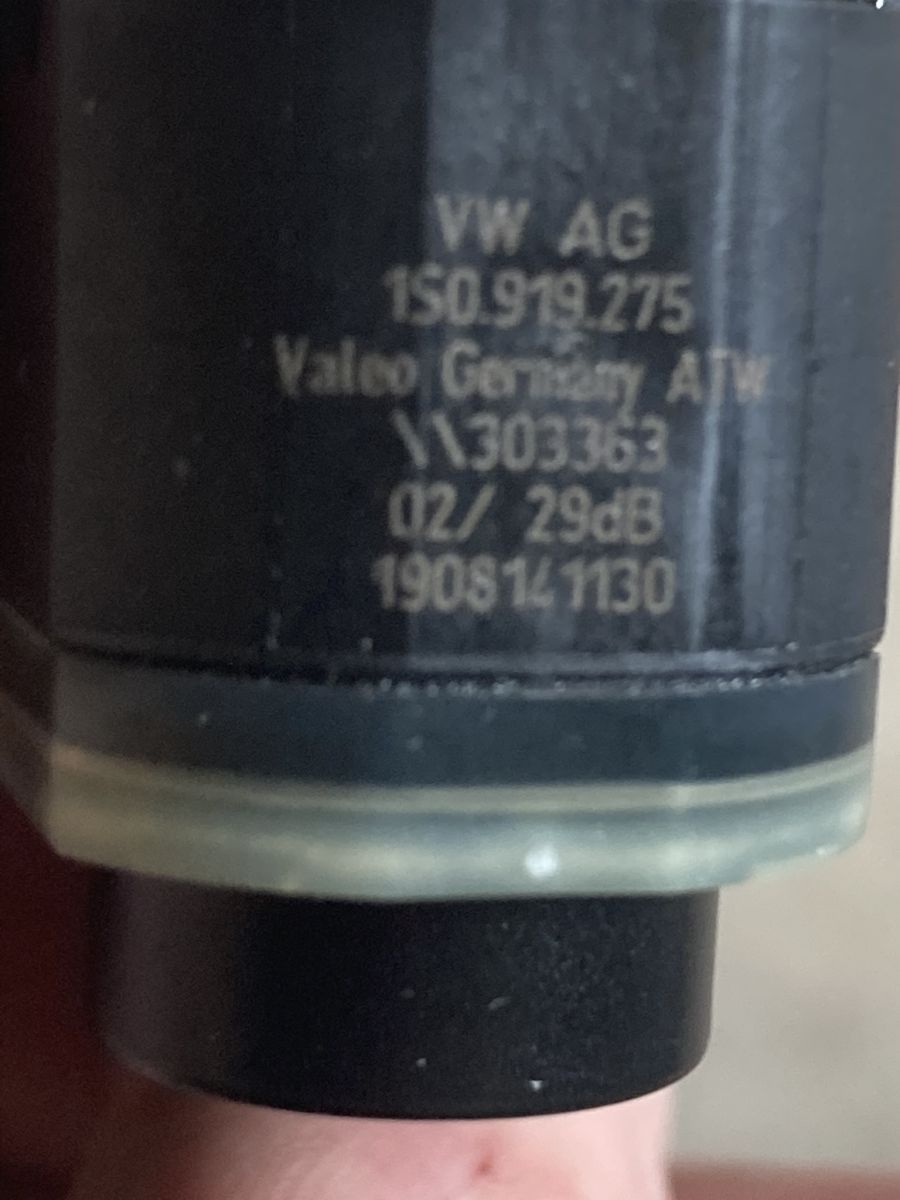 VW AG
1S0.919.275
Valeo Germany ATW
\\303363
02/ 29dB
1908141130